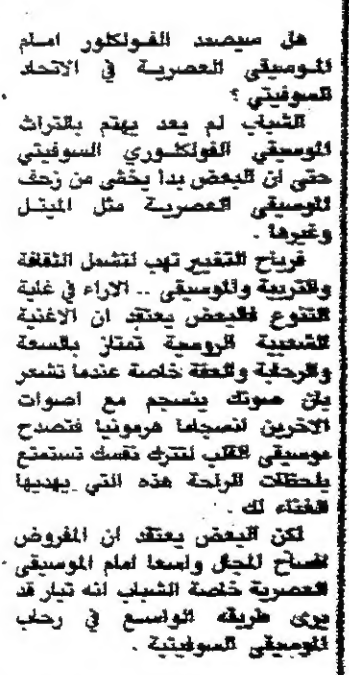 هل سيصمد الفولكلور امام
الموسيقى العصرية في الاتحاد
السوفيتي ؟
الشباب لم يعد يهتم بالتراث
الموسيقي الفولكلوري السوفيتي
حتى ان البعض بدا يخشى من زحف
الموسيقى العصرية مثل الميتل
وغيرها .
فرياح التغيير تهب لتشمل الثقافة
والتربية والموسيقى .. الاراء في غاية
التنوع فالبعض يعتقد ان الاغنية
الشعبية الروسية تمتاز بالسعة
والرحابة والعفة خاصة عندما تشعر
بان صوتك ينسجم مع اصوات
الاخرين انسجاما هرمونيا فتصدح
موسيقى القلب لتترك نفسك تستمتع
بلحظات الراحة هذه التي يهديها
الغناء لك .
لكن البعض يعتقد ان المفروض
افساح المجال واسعا امام الموسيقى
العصرية خاصة الشباب انه تيار قد
يرى طريقه الواسع في رحاب
الموسيقى السوفيتية .